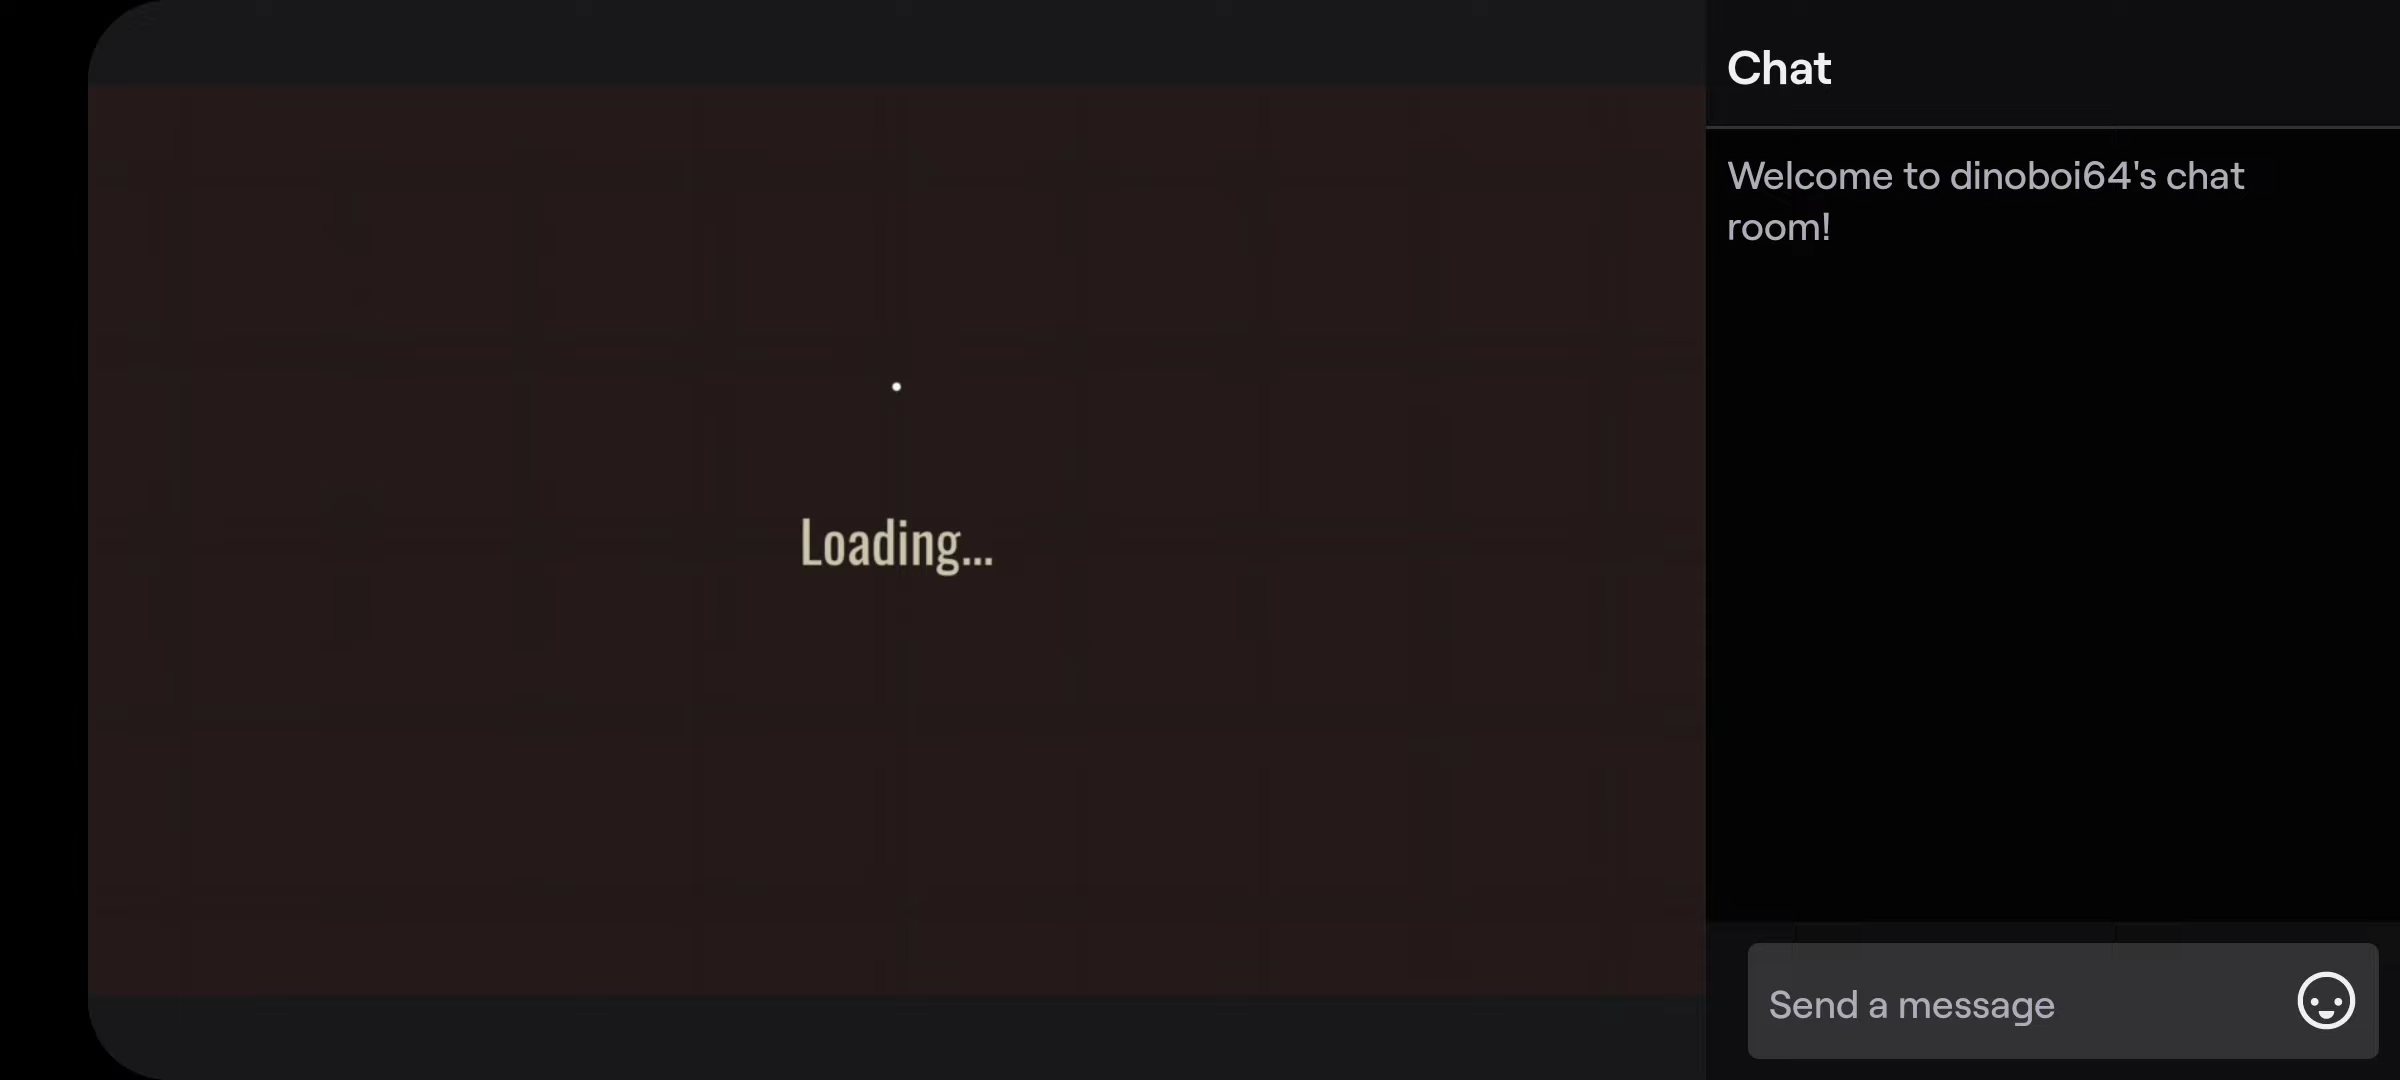 Chat
Welcome to dinoboi64's chat
room!
Loading...
Send a message